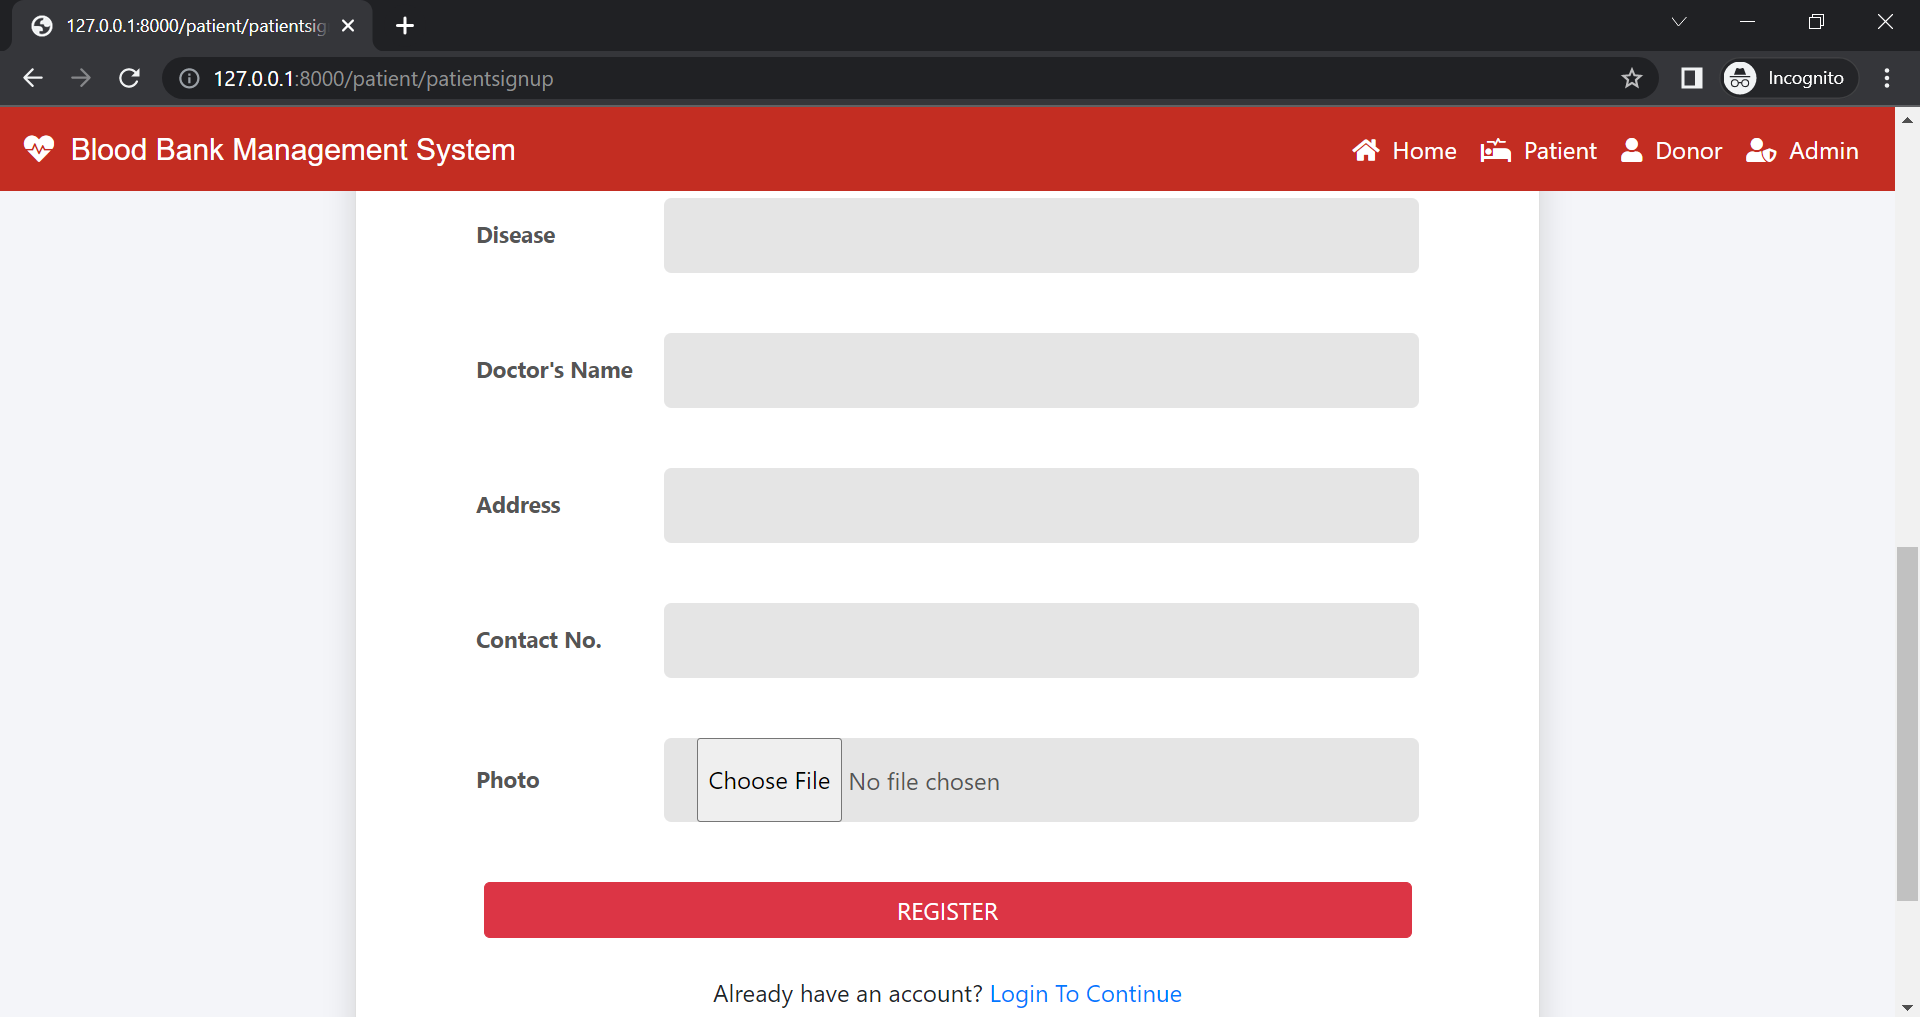 127.0.0.1:8000/patient/patientsig
127.0.0.1:8000/patient/patientsignup
Incognito
Blood Bank Management System
Home
Patient
Donor
Admin
Disease
Doctor's Name
Address
Contact No.
Photo
Choose File No file chosen
REGISTER
Already have an account? Login To Continue